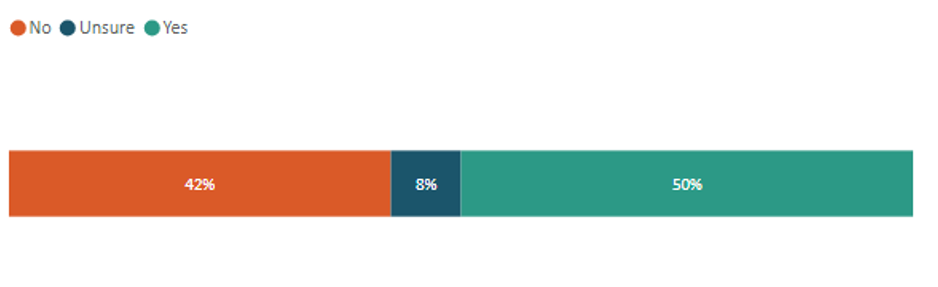 No Unsure Yes
42% 8% 50%